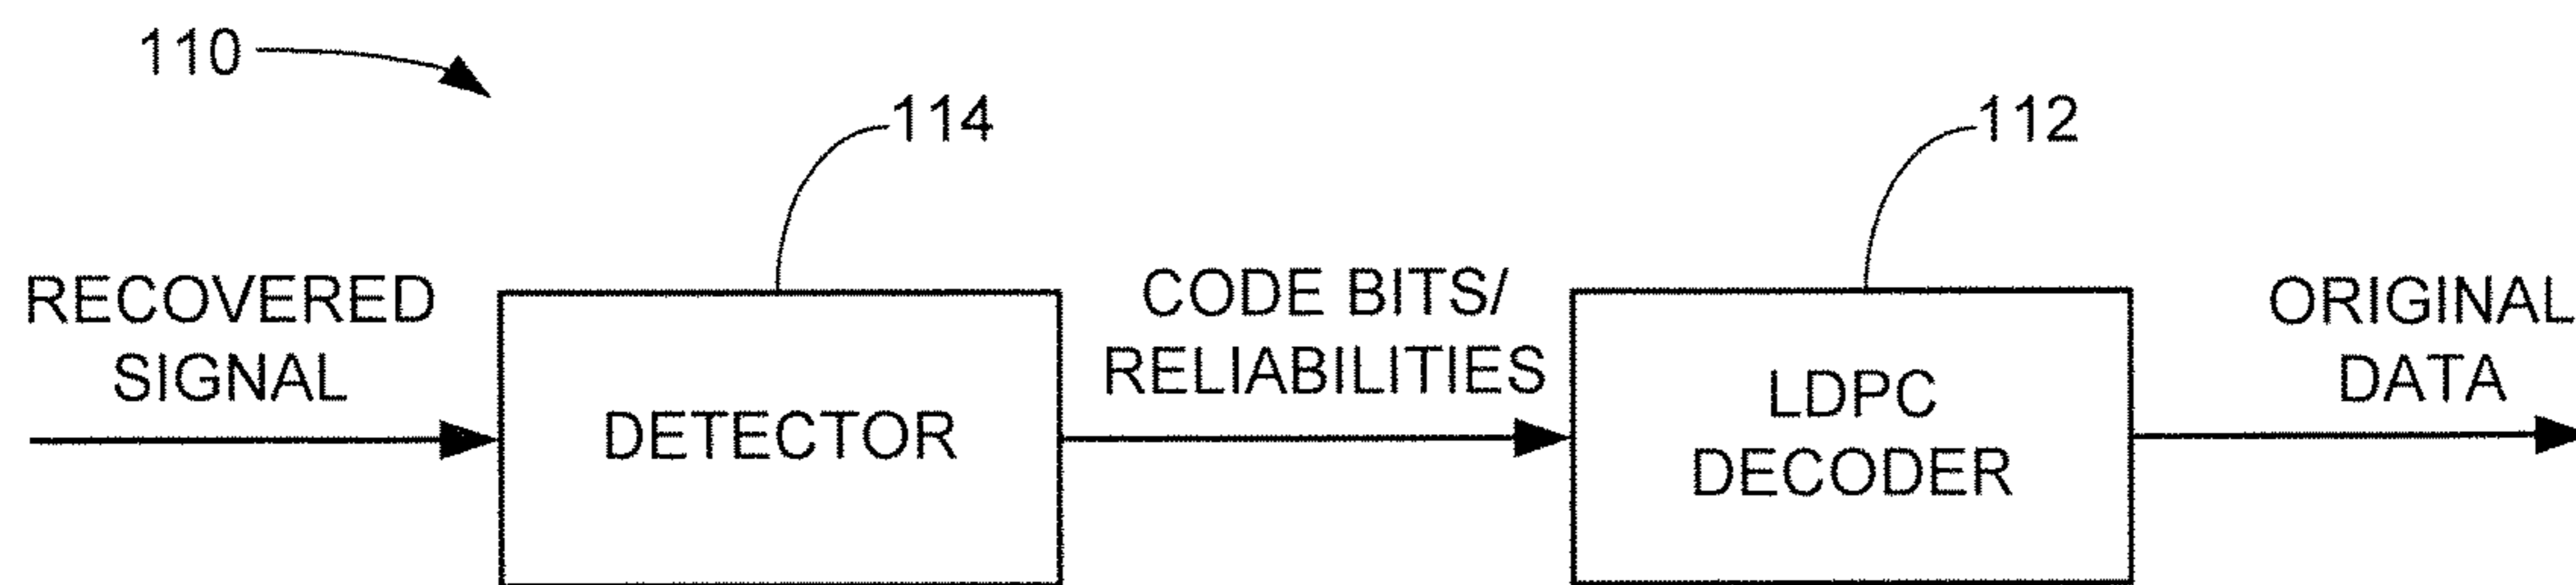 110
114
112
RECOVERED
SIGNAL
DETECTOR
CODE BITS/
RELIABILITIES
LDPC
DECODER
ORIGINAL
DATA